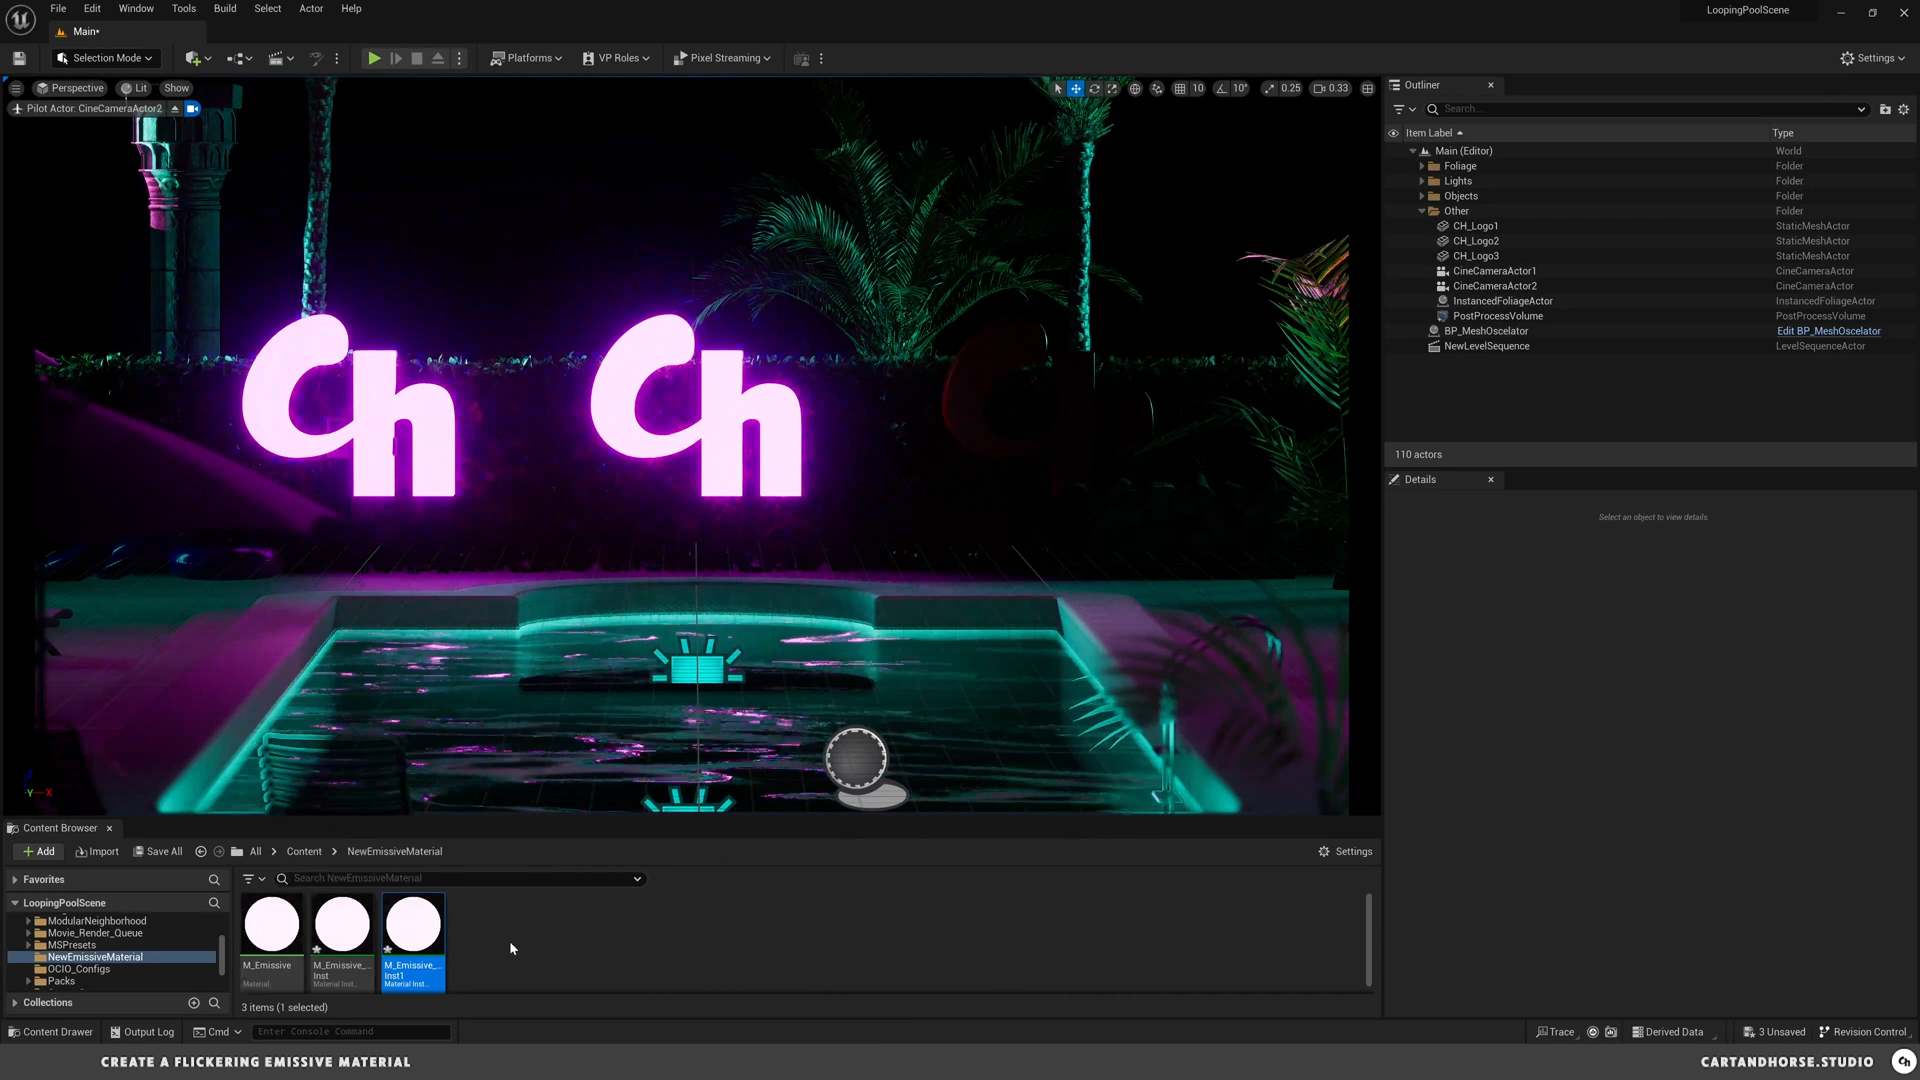 File Edit Window Tools Build Select Actor Help
LoopingPoolScene
Main*
Selection Mode
Platforms
VP Roles
Pixel Streaming
Settings
Perspective
Lit
Show
10
10°
0.25
0.33
Pilot Actor: CineCameraActor2
Ch
Ch
Outliner
Search...
Item Label
Type
Main (Editor)
World
Foliage
Folder
Lights
Folder
Objects
Folder
Other
Folder
CH_Logo1
StaticMeshActor
CH_Logo2
StaticMeshActor
CH_Logo3
StaticMeshActor
CineCameraActor1
CineCameraActor
CineCameraActor2
CineCameraActor
InstancedFoliageActor
InstancedFoliageActor
PostProcessVolume
PostProcessVolume
BP_MeshOscelator
Edit BP_MeshOscelator
NewLevelSequence
LevelSequenceActor
110 actors
Details
Select an object to view details.
Z
Y
X
Content Browser
Add
Import
Save All
All
Content
NewEmissiveMaterial
Settings
Favorites
Search NewEmissiveMaterial
LoopingPoolScene
ModularNeighborhood
Movie_Render_Queue
MSPresets
NewEmissiveMaterial
OCIO_Configs
Packs
Collections
M_Emissive
Material
M_Emissive_...
Inst
Material Inst...
M_Emissive_...
Inst1
Material Inst...
3 items (1 selected)
Content Drawer
Output Log
Cmd
Enter Console Command
Trace
Derived Data
3 Unsaved
Revision Control
CREATE A FLICKERING EMISSIVE MATERIAL
CARTANDHORSE.STUDIO
Ch